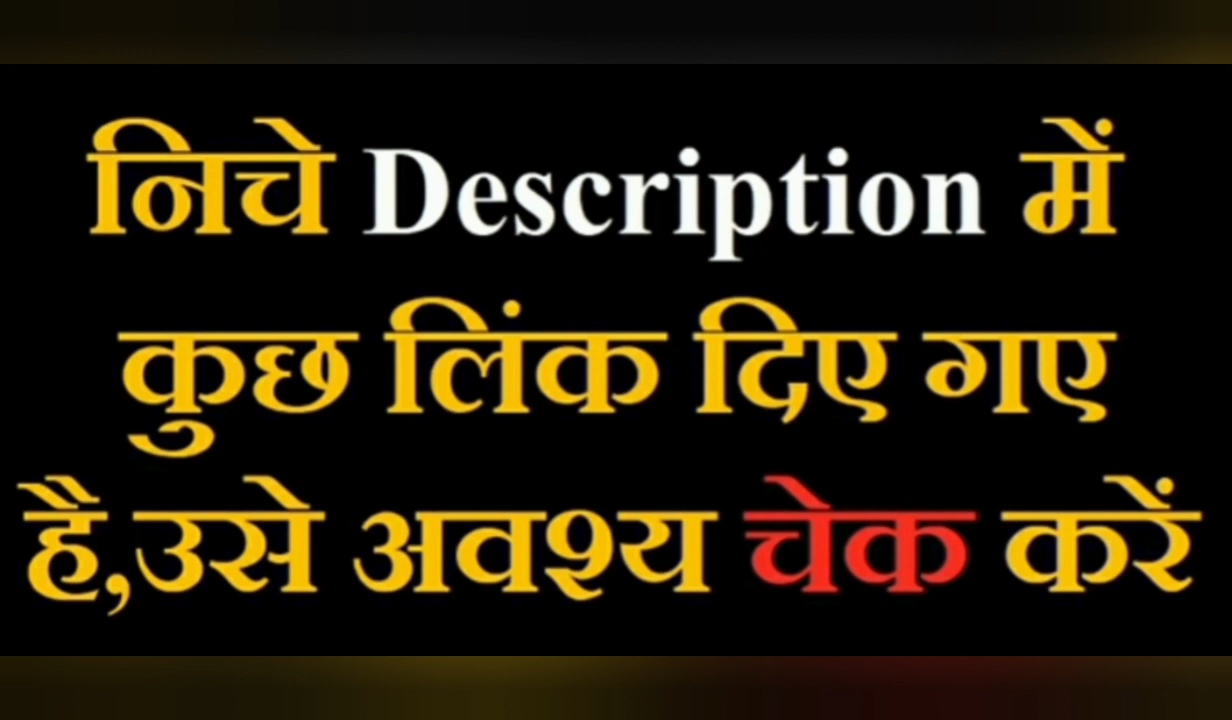 निचे Description में
कुछ लिंक दिए गए
है,उसे अवश्य चेक करें